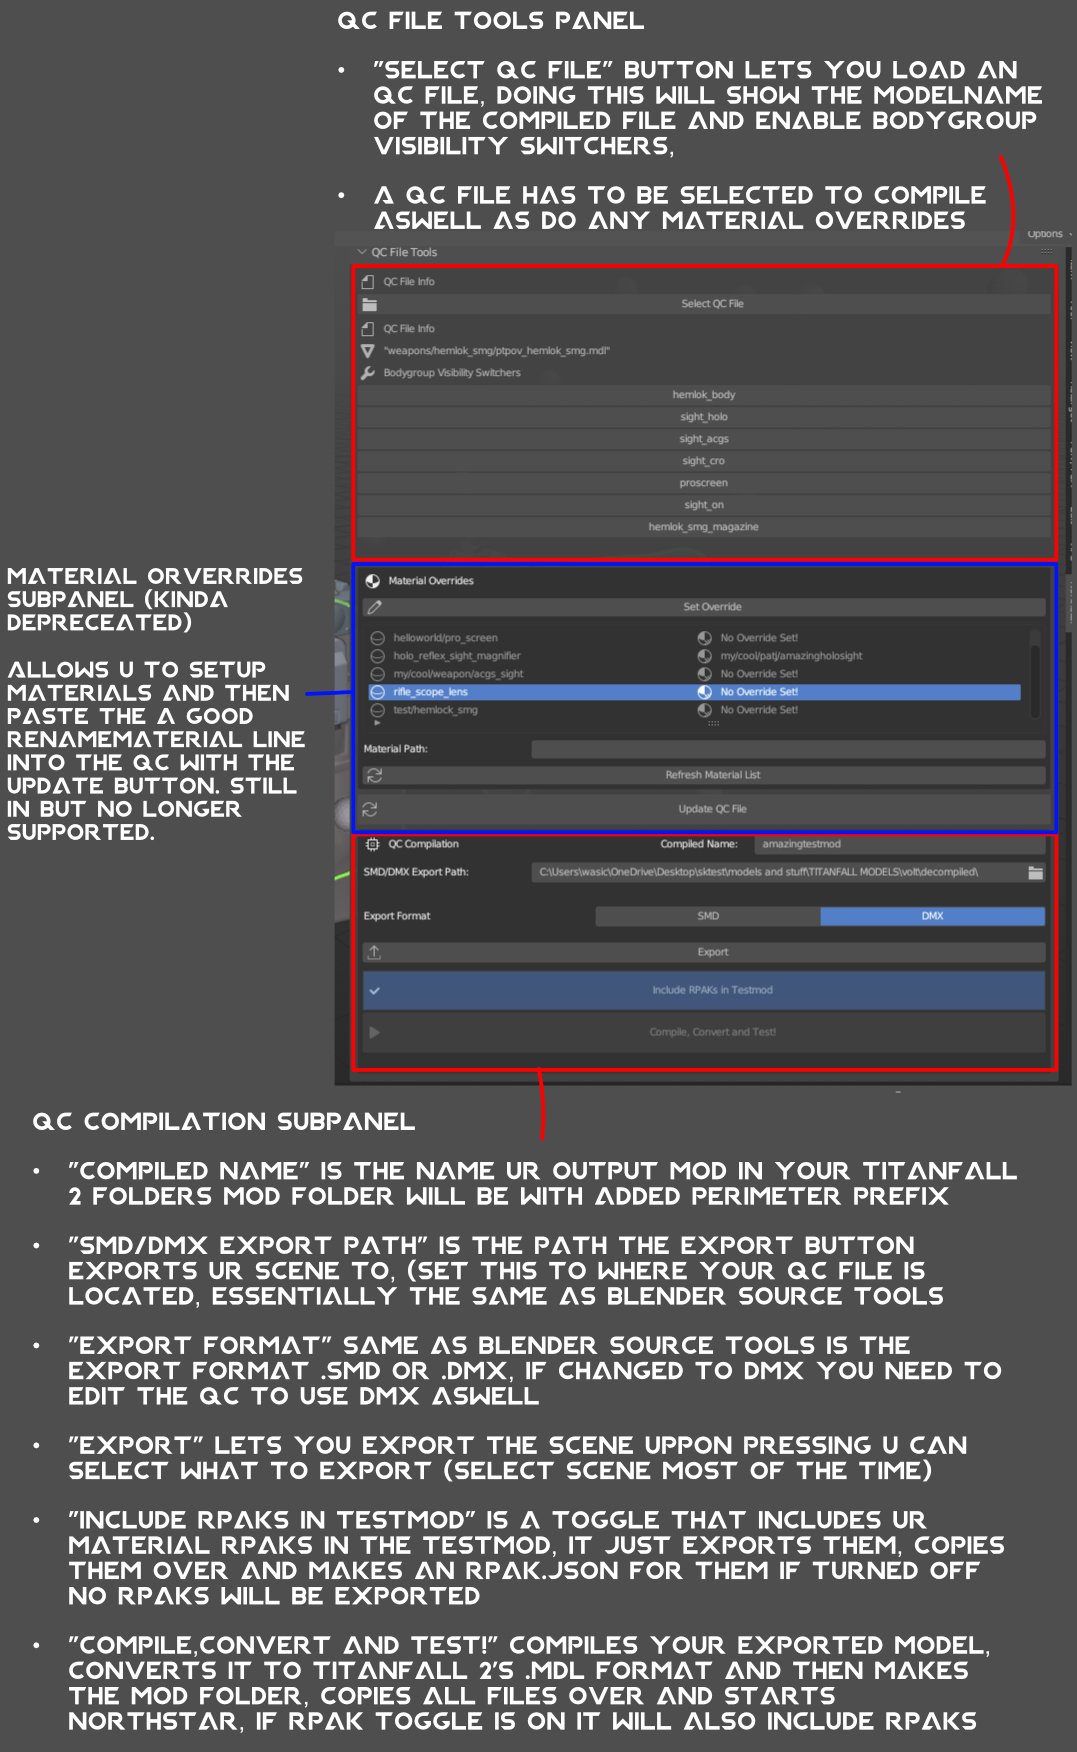 QC FILE TOOLS PANEL
• "SELECT QC FILE" BUTTON LETS YOU LOAD AN
QC FILE, DOING THIS WILL SHOW THE MODELNAME
OF THE COMPILED FILE AND ENABLE BODYGROUP
VISIBILITY SWITCHERS,
• A QC FILE HAS TO BE SELECTED TO COMPILE
ASWELL AS DO ANY MATERIAL OVERRIDES
Options
QC File Tools
QC File Info
Select QC File
QC File Info
"weapons/hemlok_smg/ptpov_hemlok_smg.mdl"
Bodygroup Visibility Switchers
hemlok_body
sight_holo
sight_acgs
sight_cro
proscreen
sight_on
hemlok_smg_magazine
MATERIAL ORVERRIDES
SUBPANEL (KINDA
DEPRECEATED)
ALLOWS U TO SETUP
MATERIALS AND THEN
PASTE THE A GOOD
RENAMEMATERIAL LINE
INTO THE QC WITH THE
UPDATE BUTTON. STILL
IN BUT NO LONGER
SUPPORTED.
Material Overrides
Set Override
helloworld/pro_screen No Override Set!
holo_reflex_sight_magnifier my/cool/patj/amazingholosight
my/cool/weapon/acgs_sight No Override Set!
rifle_scope_lens No Override Set!
test/hemlock_smg No Override Set!
Material Path:
Refresh Material List
Update QC File
QC Compilation Compiled Name: amazingtestmod
SMD/DMX Export Path: C:\Users\wasic\OneDrive\Desktop\sktest\models and stuff\TITANFALL MODELS\volt\decompiled\
Export Format SMD DMX
Export
Include RPAKs in Testmod
Compile, Convert and Test!
QC COMPILATION SUBPANEL
• "COMPILED NAME" IS THE NAME UR OUTPUT MOD IN YOUR TITANFALL
2 FOLDERS MOD FOLDER WILL BE WITH ADDED PERIMETER PREFIX
• "SMD/DMX EXPORT PATH" IS THE PATH THE EXPORT BUTTON
EXPORTS UR SCENE TO, (SET THIS TO WHERE YOUR QC FILE IS
LOCATED, ESSENTIALLY THE SAME AS BLENDER SOURCE TOOLS
• "EXPORT FORMAT" SAME AS BLENDER SOURCE TOOLS IS THE
EXPORT FORMAT .SMD OR .DMX, IF CHANGED TO DMX YOU NEED TO
EDIT THE QC TO USE DMX ASWELL
• "EXPORT" LETS YOU EXPORT THE SCENE UPPON PRESSING U CAN
SELECT WHAT TO EXPORT (SELECT SCENE MOST OF THE TIME)
• "INCLUDE RPAKS IN TESTMOD" IS A TOGGLE THAT INCLUDES UR
MATERIAL RPAKS IN THE TESTMOD, IT JUST EXPORTS THEM, COPIES
THEM OVER AND MAKES AN RPAK.JSON FOR THEM IF TURNED OFF
NO RPAKS WILL BE EXPORTED
• "COMPILE,CONVERT AND TEST!" COMPILES YOUR EXPORTED MODEL,
CONVERTS IT TO TITANFALL 2'S .MDL FORMAT AND THEN MAKES
THE MOD FOLDER, COPIES ALL FILES OVER AND STARTS
NORTHSTAR, IF RPAK TOGGLE IS ON IT WILL ALSO INCLUDE RPAKS